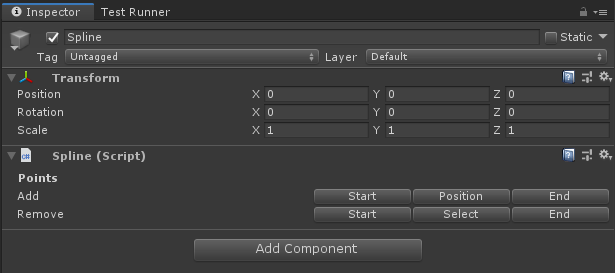 Inspector Test Runner
Spline Static
Tag Untagged Layer Default
Transform
Position X 0 Y 0 Z 0
Rotation X 0 Y 0 Z 0
Scale X 1 Y 1 Z 1
Spline (Script)
Points
Add Start Position End
Remove Start Select End
Add Component